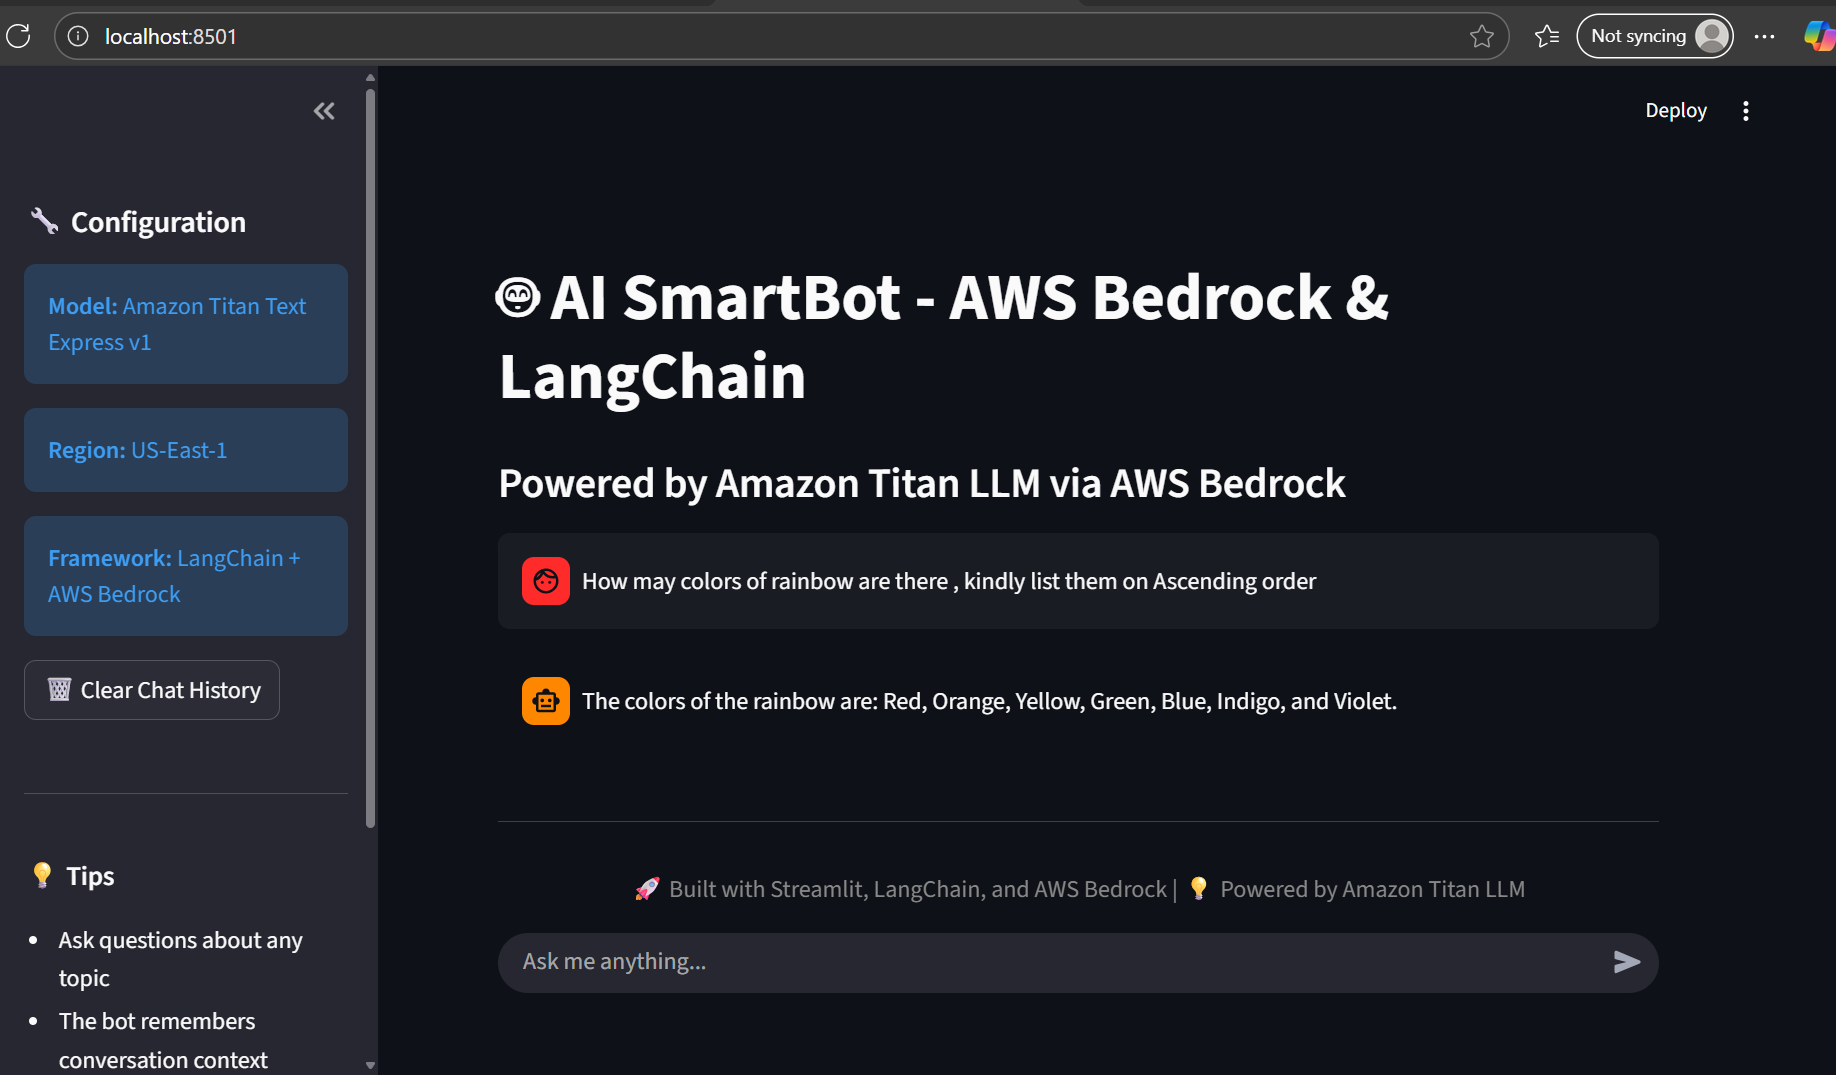 localhost:8501
Not syncing
Deploy
Configuration
Model: Amazon Titan Text
Express v1
Region: US-East-1
Framework: LangChain +
AWS Bedrock
Clear Chat History
Tips
Ask questions about any
topic
The bot remembers
conversation context
AI SmartBot - AWS Bedrock &
LangChain
Powered by Amazon Titan LLM via AWS Bedrock
How may colors of rainbow are there , kindly list them on Ascending order
The colors of the rainbow are: Red, Orange, Yellow, Green, Blue, Indigo, and Violet.
🚀 Built with Streamlit, LangChain, and AWS Bedrock | 💡 Powered by Amazon Titan LLM
Ask me anything...